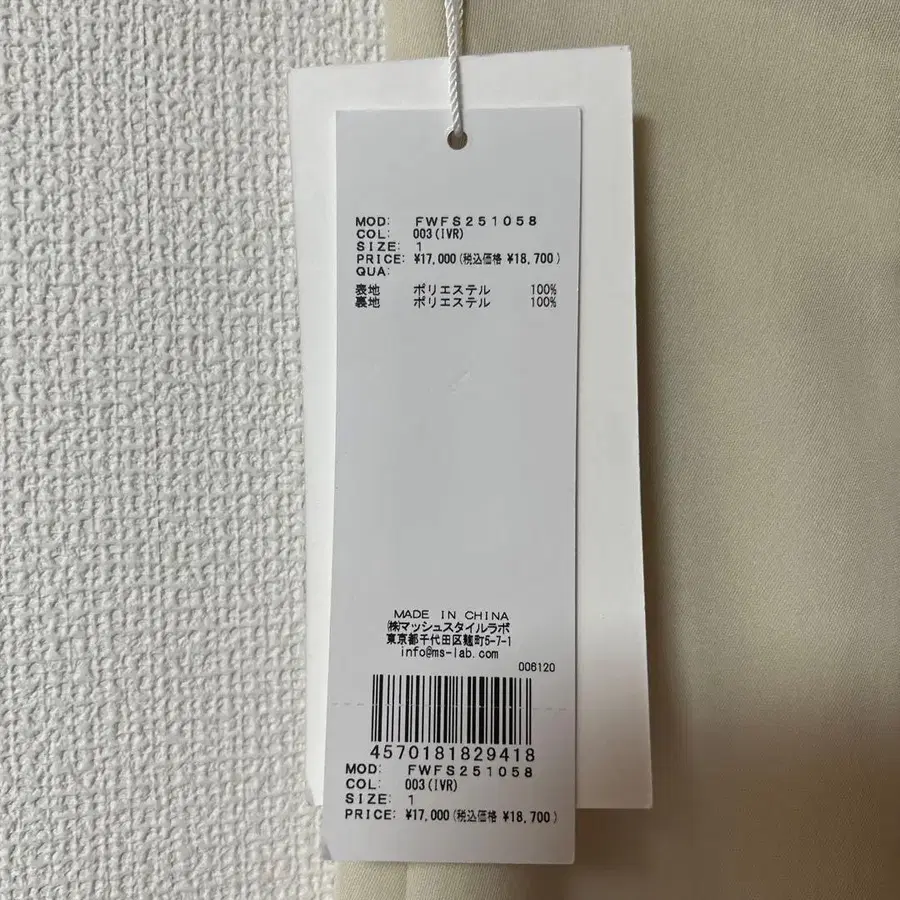 MOD: FWFS251058
COL: 003(IVR)
SIZE: 1
PRICE: ¥17,000(税込価格 ¥18,700)
QUA:
表地 ポリエステル 100%
裏地 ポリエステル 100%
MADE IN CHINA
㈱マッシュスタイルラボ
東京都千代田区麹町5-7-1
info@ms-lab.com
006120
4570181829418
MOD: FWFS251058
COL: 003(IVR)
SIZE: 1
PRICE: ¥17,000(税込価格 ¥18,700)